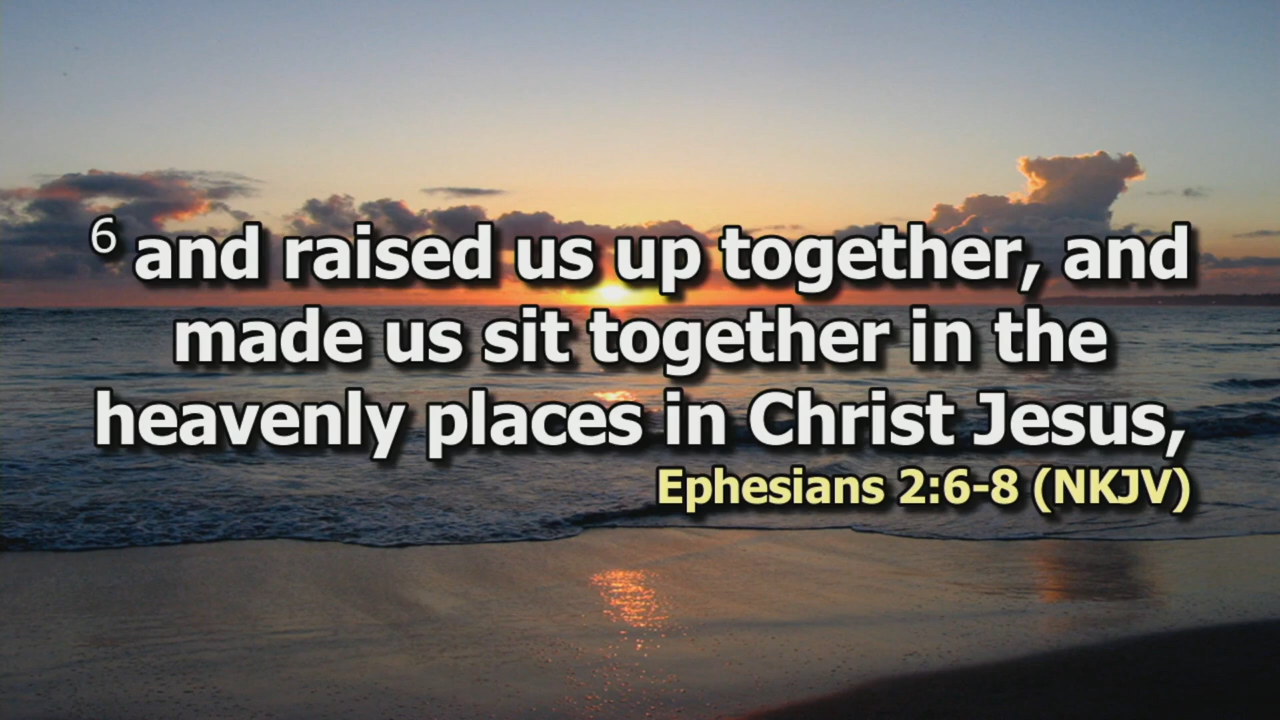 6 and raised us up together, and
made us sit together in the
heavenly places in Christ Jesus,
Ephesians 2:6-8 (NKJV)